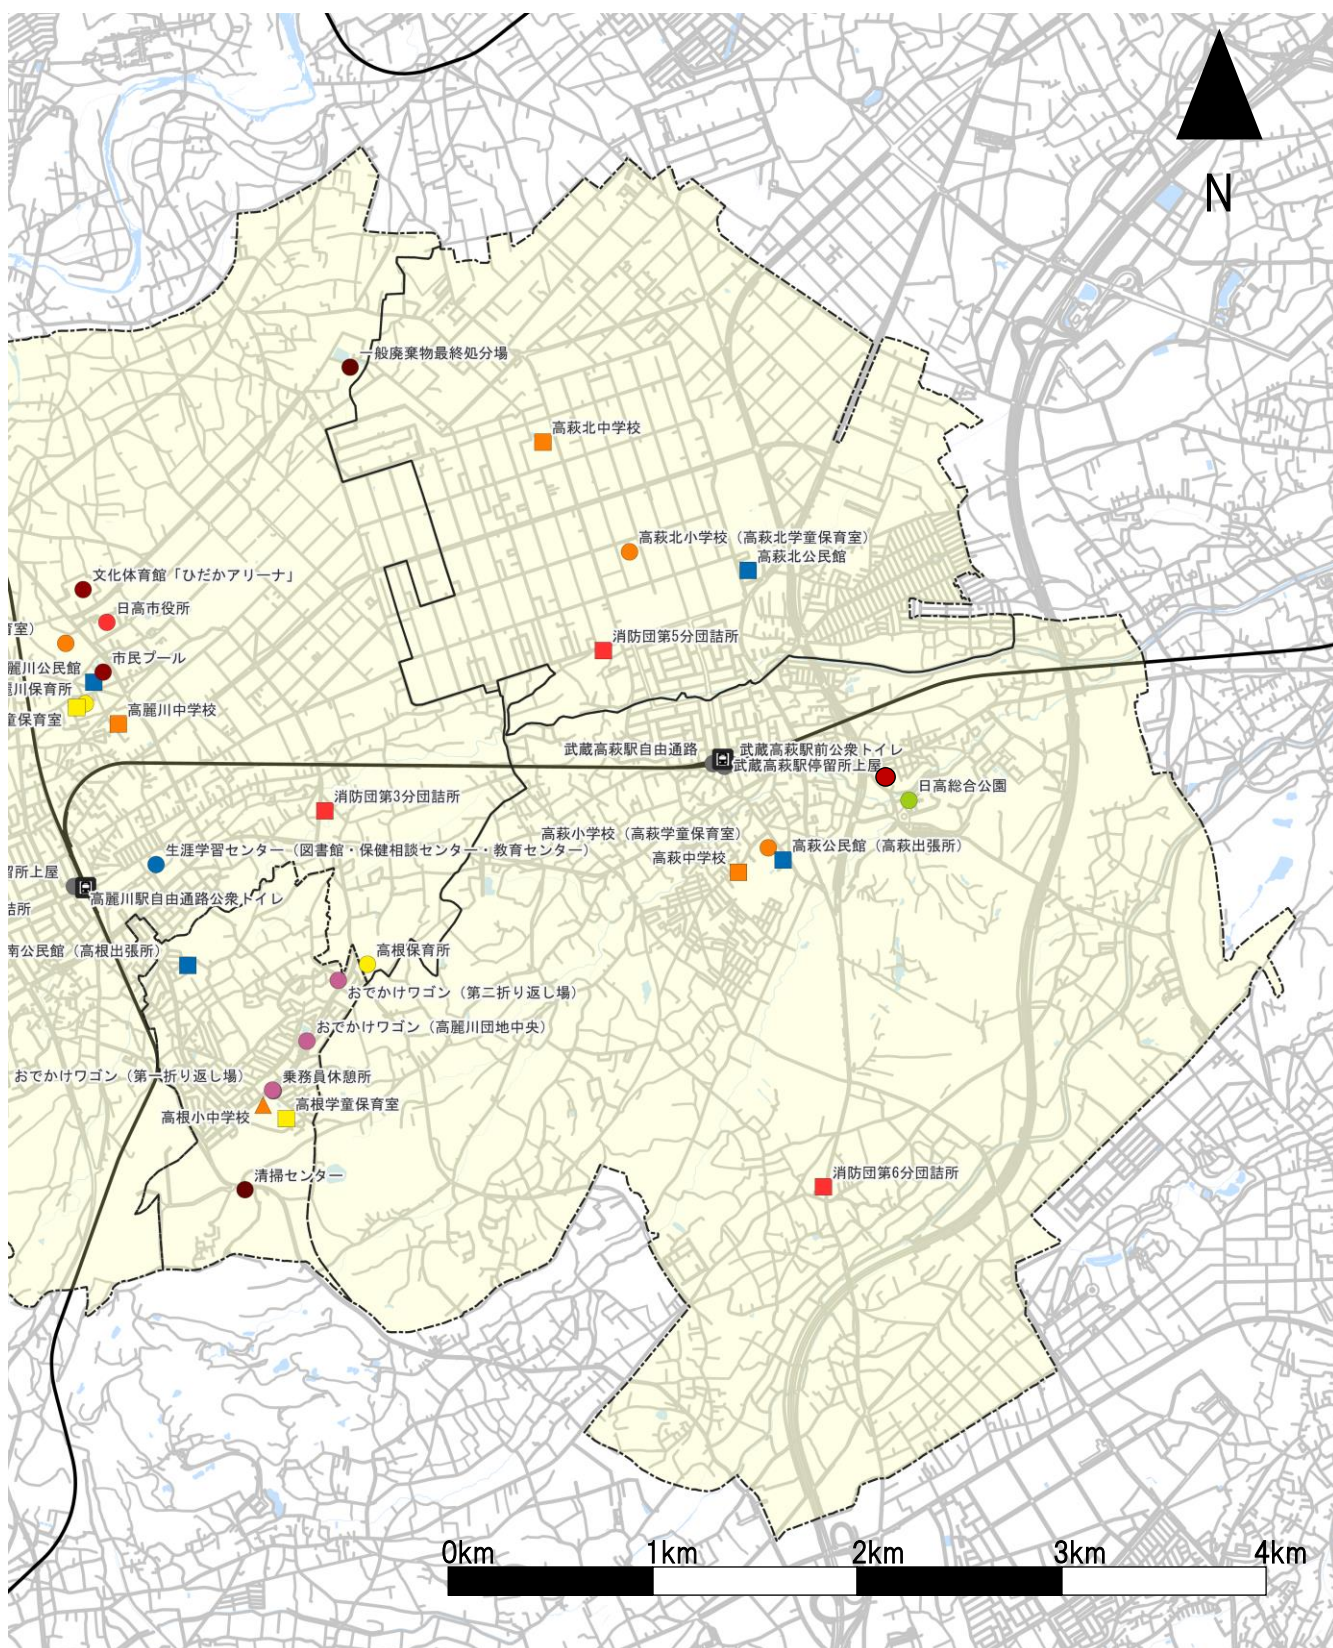 N
一般廃棄物最終処分場
高萩北中学校
高萩北小学校（高萩北学童保育室）
高萩北公民館
文化体育館「ひだかアリーナ」
日高市役所
育室）
消防団第5分団詰所
市民プール
麗川公民館
麗川保育所
高麗川中学校
童保育室
武蔵高萩駅自由通路
武蔵高萩駅前公衆トイレ
武蔵高萩駅停留所上屋
日高総合公園
消防団第3分団詰所
高萩小学校（高萩学童保育室）
高萩公民館（高萩出張所）
生涯学習センター（図書館・保健相談センター・教育センター）
高萩中学校
留所上屋
高麗川駅自由通路公衆トイレ
詰所
南公民館（高根出張所）
高根保育所
おでかけワゴン（第二折り返し場）
おでかけワゴン（高麗川団地中央）
おでかけワゴン（第一折り返し場）
乗務員休憩所
高根学童保育室
高根小中学校
清掃センター
消防団第6分団詰所
0km 1km 2km 3km 4km